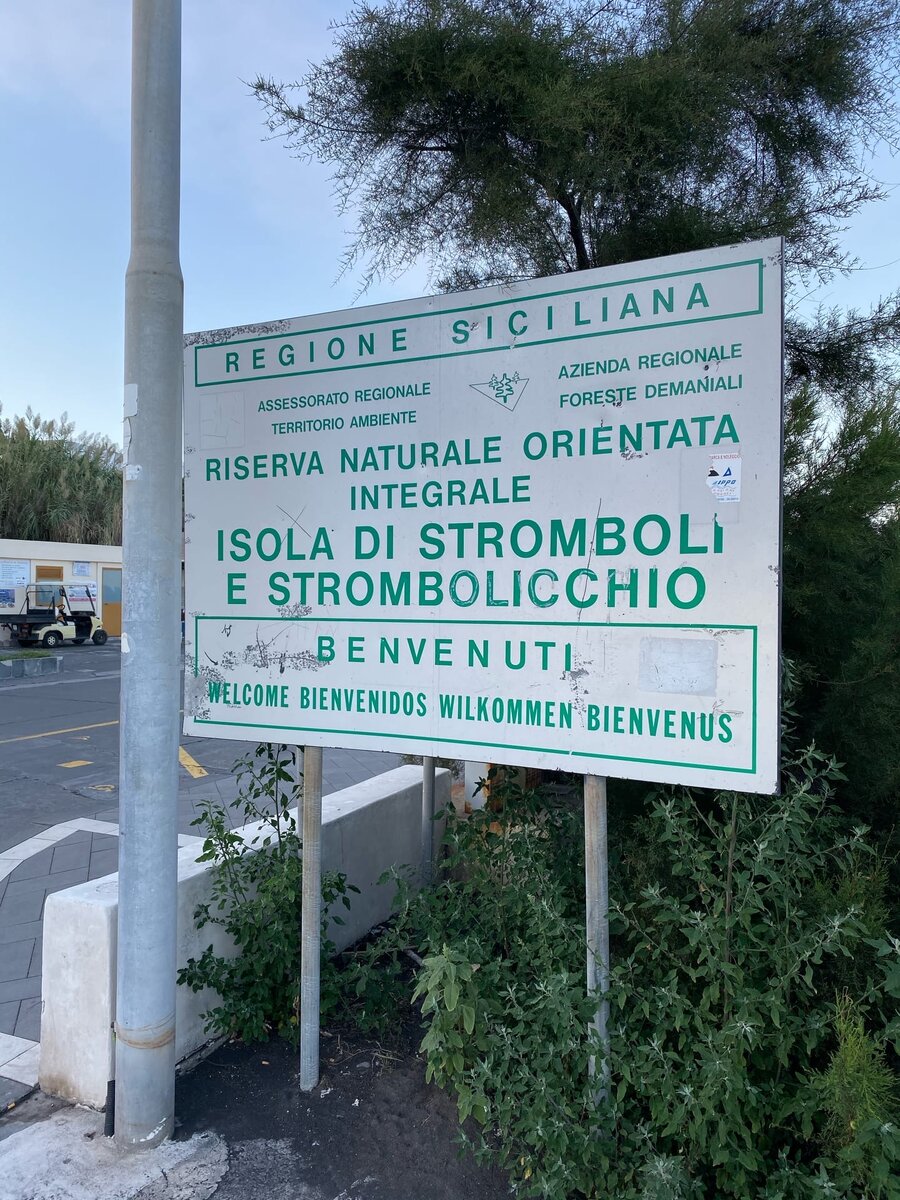 REGIONE SICILIANA
ASSESSORATO REGIONALE
TERRITORIO AMBIENTE
AZIENDA REGIONALE
FORESTE DEMANIALI
RISERVA NATURALE ORIENTATA
INTEGRALE
ISOLA DI STROMBOLI
E STROMBOLICCHIO
BENVENUTI
WELCOME BIENVENIDOS WILKOMMEN BIENVENUS